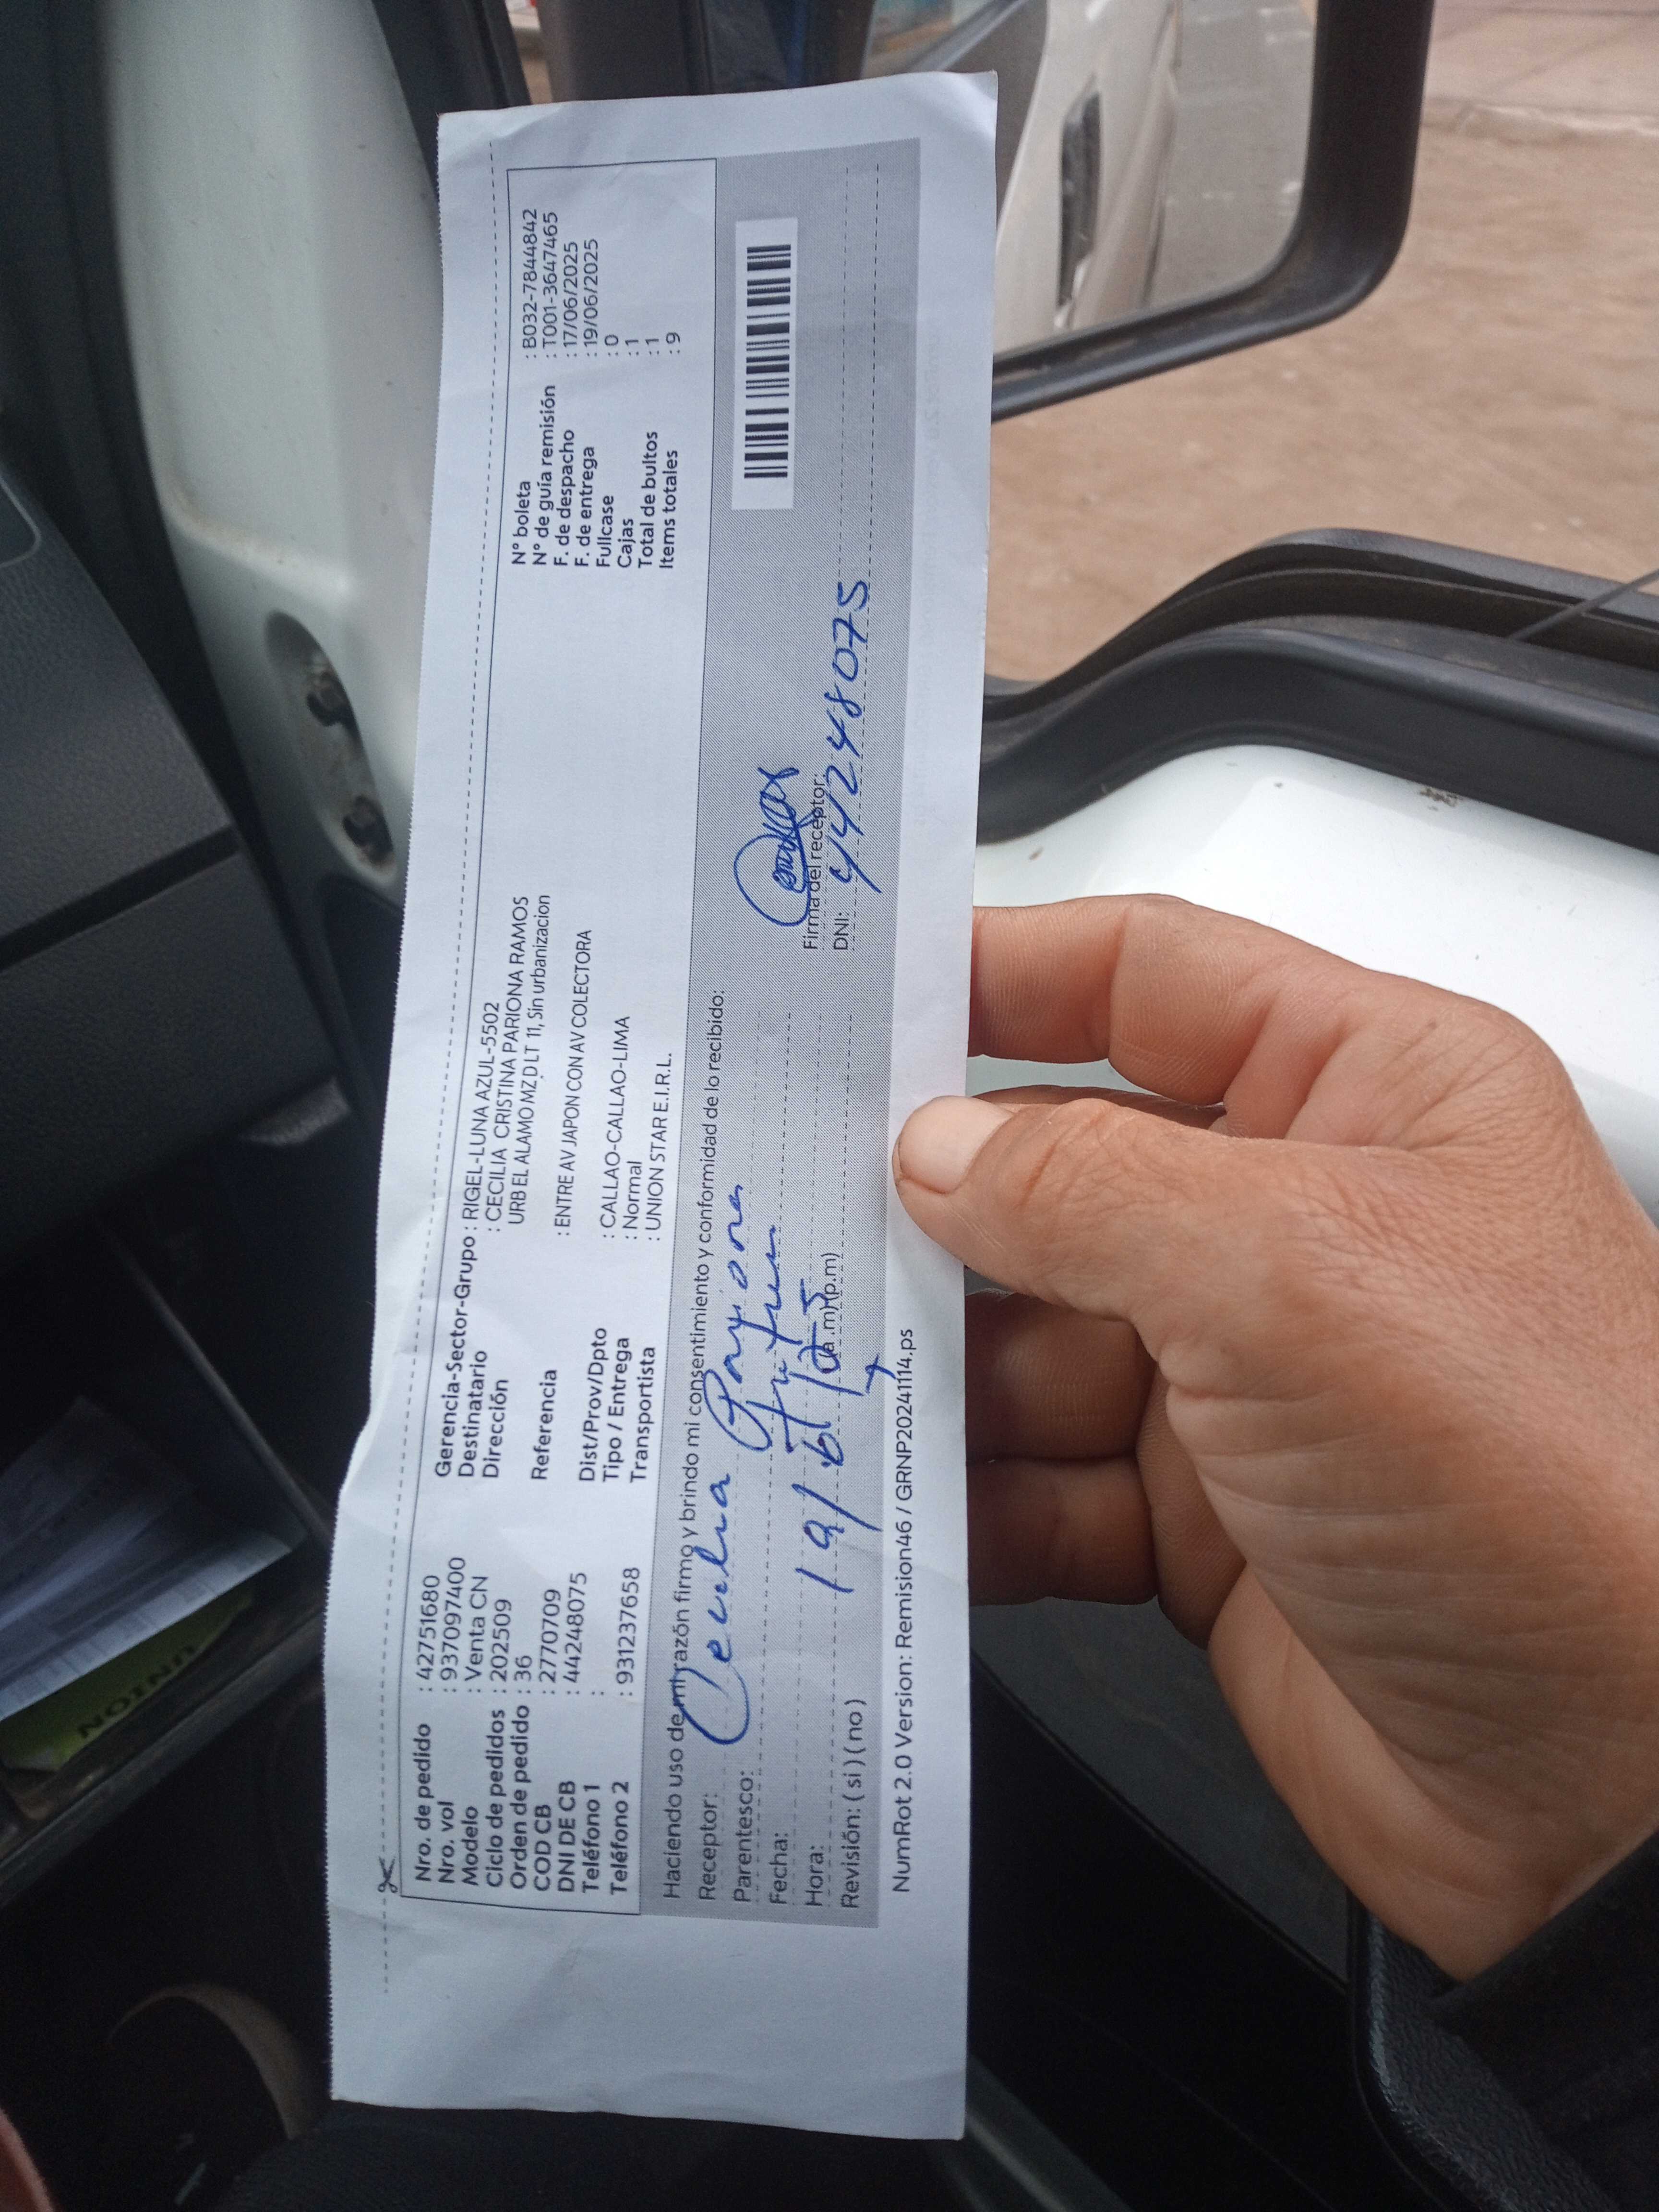 Nro. de pedido : 42751680
Nro. vol : 937097400
Modelo : Venta CN
Ciclo de pedidos : 202509
Orden de pedido : 36
COD CB : 2770709
DNI DE CB : 44248075
Teléfono 1 :
Teléfono 2 : 931237658
Gerencia-Sector-Grupo : RIGEL-LUNA AZUL-5502
Destinatario : CECILIA CRISTINA PARIONA RAMOS
Dirección URB EL ALAMO MZ D LT 11, Sin urbanizacion
Referencia : ENTRE AV JAPON CON AV COLECTORA
Dist/Prov/Dpto : CALLAO-CALLAO-LIMA
Tipo / Entrega : Normal
Transportista : UNION STAR E.I.R.L.
N° boleta : B032-7844842
N° de guía remisión : T001-3647465
F. de despacho : 17/06/2025
F. de entrega : 19/06/2025
Fullcase : 0
Cajas : 1
Total de bultos : 1
Items totales : 9
Haciendo uso de mi razón firmo y brindo mi consentimiento y conformidad de lo recibido:
Receptor: Cecilia Pariona
Parentesco:
Fecha: 19/6/25
Hora: (a.m) (p.m)
Revisión: ( si ) ( no )
Firma del receptor:
DNI: 44248075
NumRot 2.0 Version: Remision46 / GRNP20241114.ps
UNION